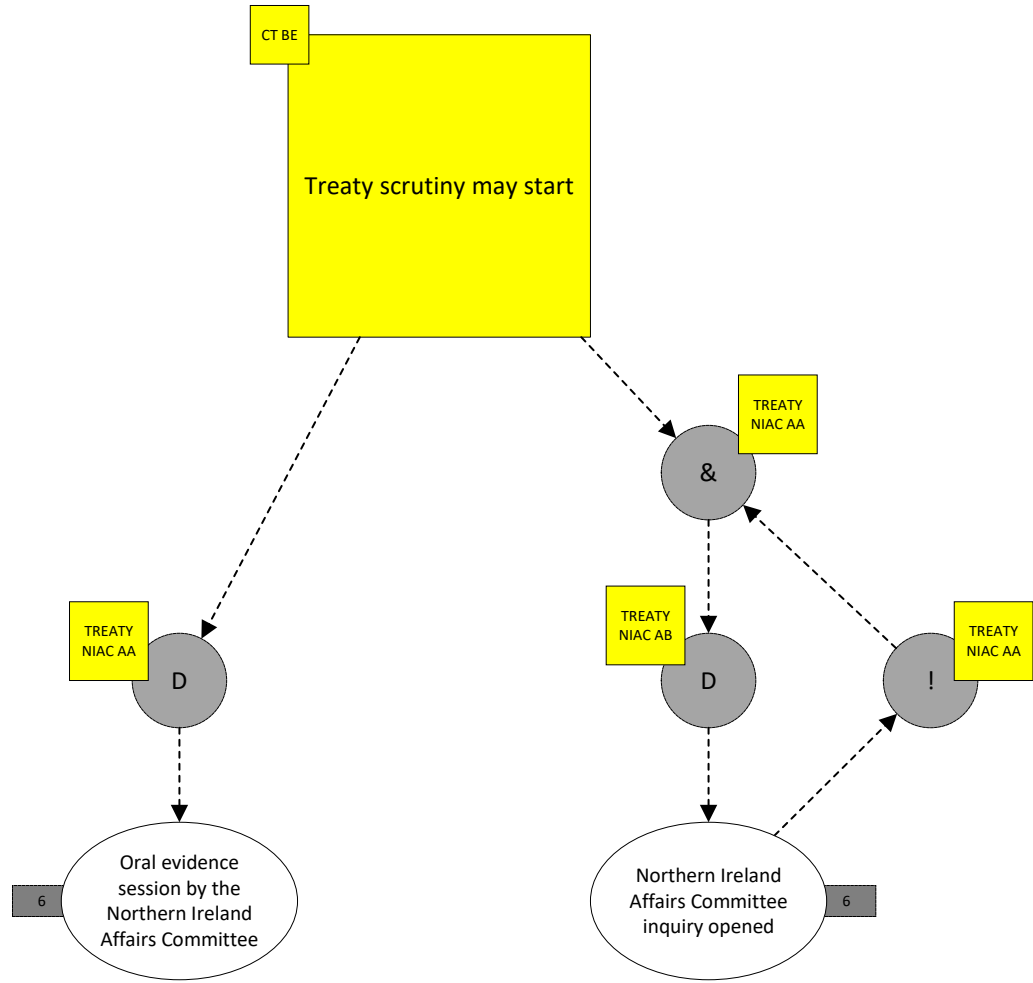 CT BE
Treaty scrutiny may start
TREATY
NIAC AA
&
TREATY
NIAC AA
D
TREATY
NIAC AB
D
TREATY
NIAC AA
!
Oral evidence
session by the
Northern Ireland
Affairs Committee
6
Northern Ireland
Affairs Committee
inquiry opened
6